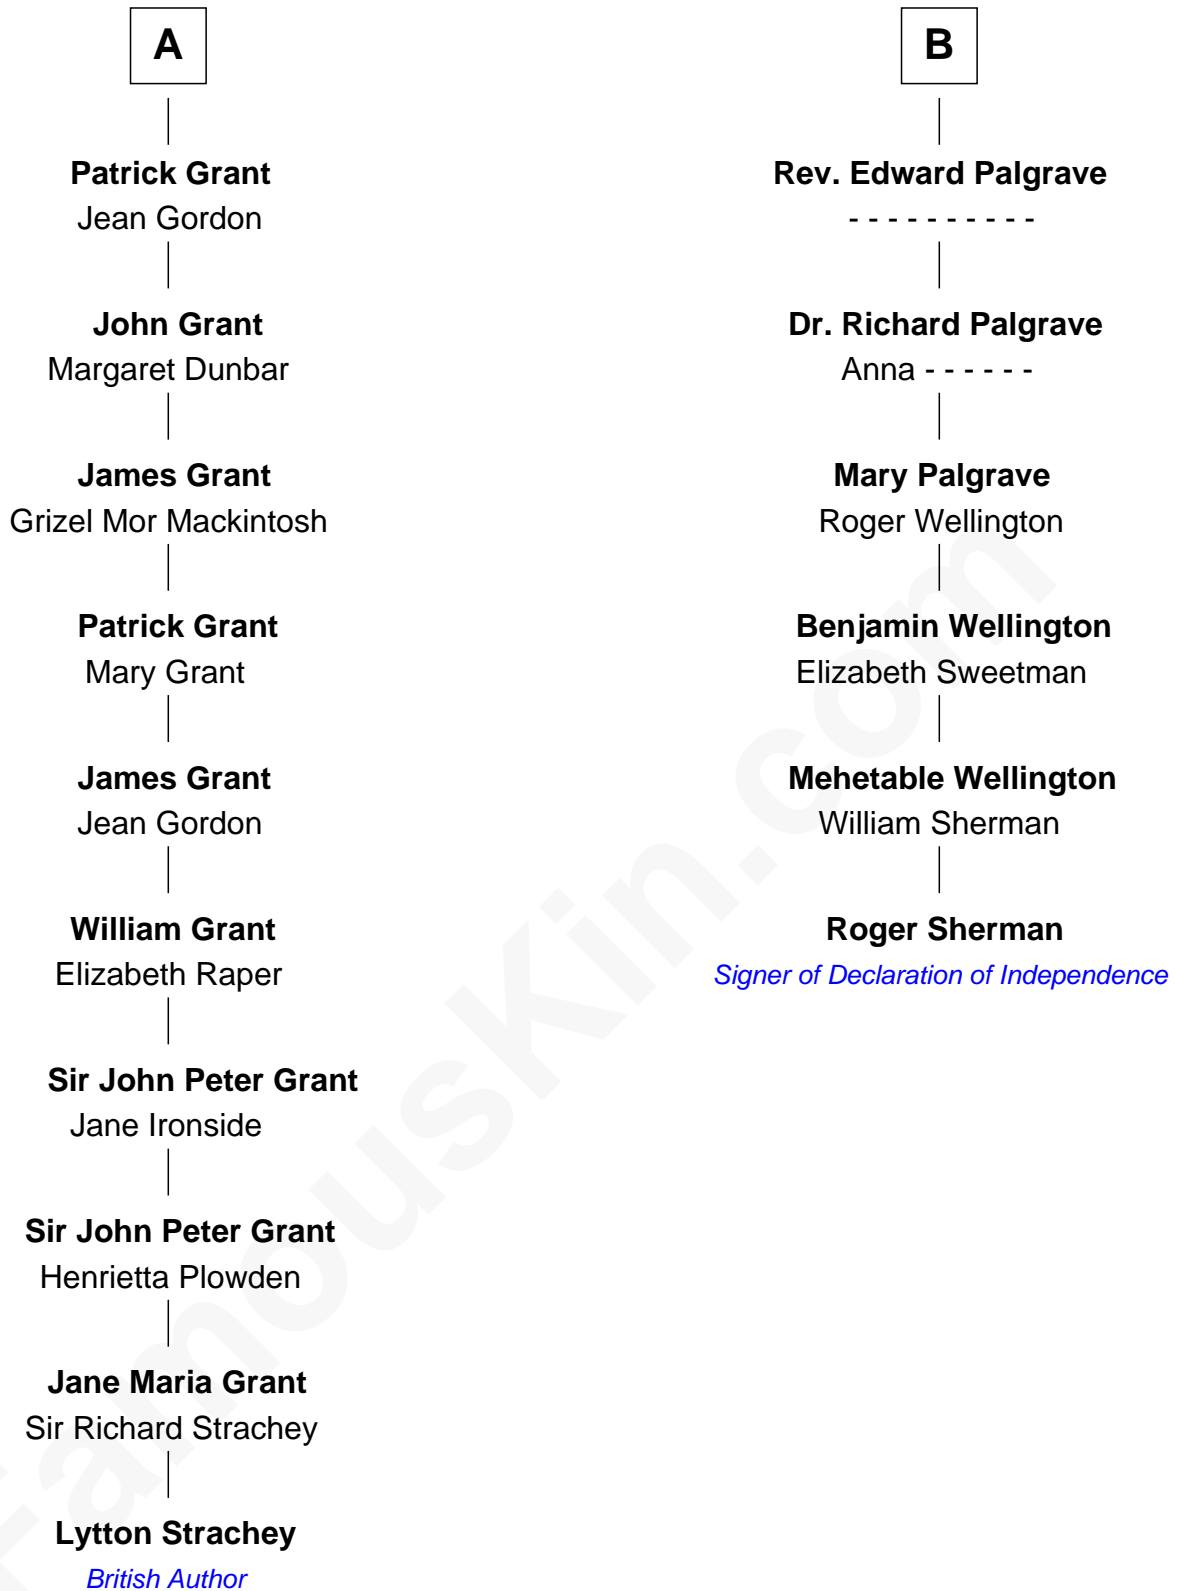 A
Patrick Grant
Jean Gordon
John Grant
Margaret Dunbar
James Grant
Grizel Mor Mackintosh
Patrick Grant
Mary Grant
James Grant
Jean Gordon
William Grant
Elizabeth Raper
Sir John Peter Grant
Jane Ironside
Sir John Peter Grant
Henrietta Plowden
Jane Maria Grant
Sir Richard Strachey
Lytton Strachey
British Author
B
Rev. Edward Palgrave
- - - - - - - - - -
Dr. Richard Palgrave
Anna - - - - - -
Mary Palgrave
Roger Wellington
Benjamin Wellington
Elizabeth Sweetman
Mehetable Wellington
William Sherman
Roger Sherman
Signer of Declaration of Independence
FamousKin.com